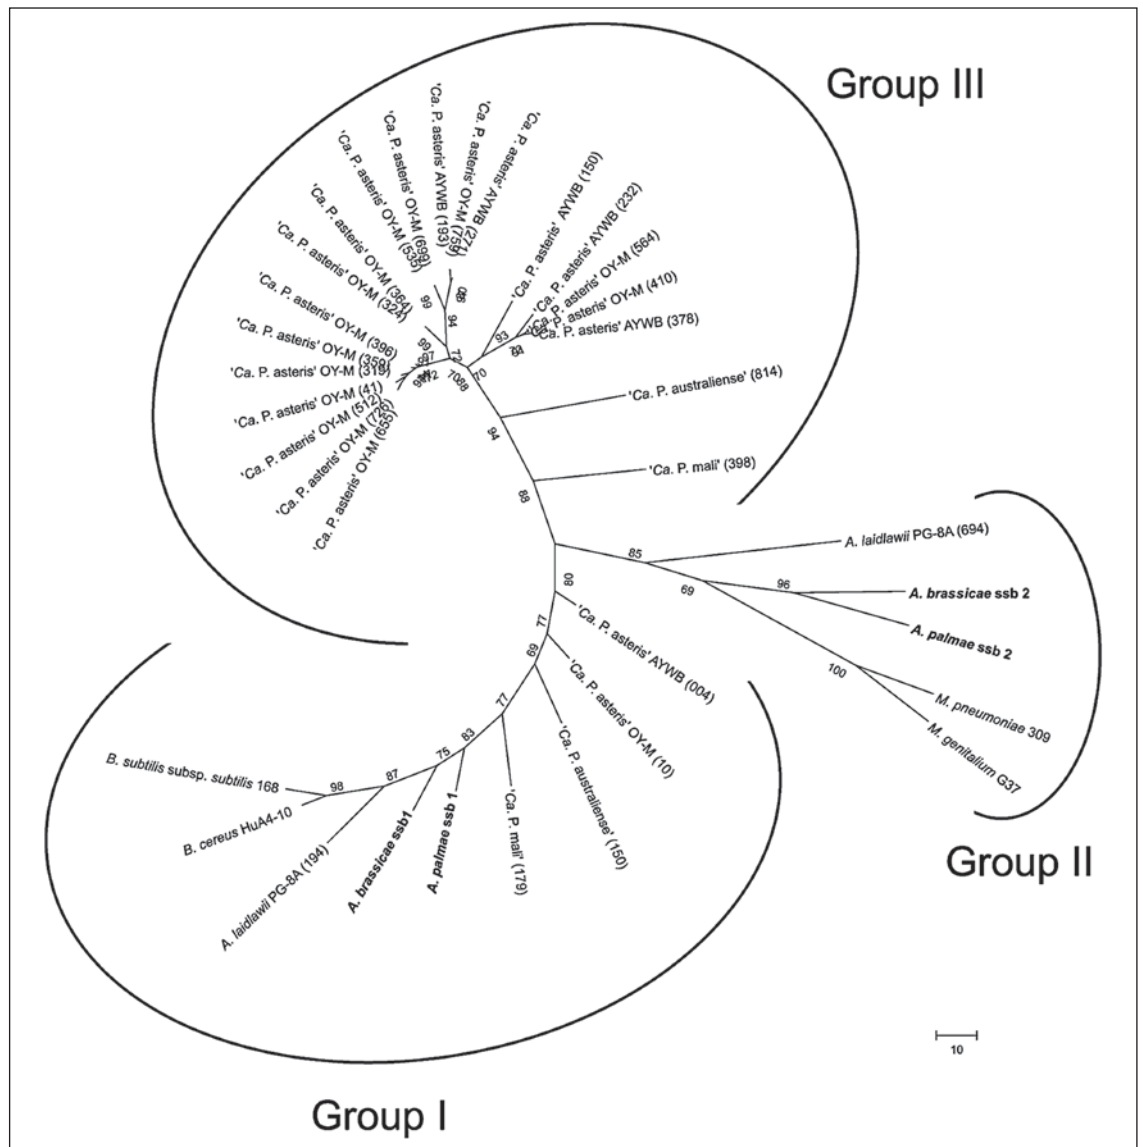 Group III
'Ca. P. asteris' AYWB (271)
'Ca. P. asteris' OY-M (759)
'Ca. P. asteris' AYWB (193)
'Ca. P. asteris' OY-M (699)
'Ca. P. asteris' OY-M (535)
'Ca. P. asteris' OY-M (364)
'Ca. P. asteris' OY-M (324)
'Ca. P. asteris' OY-M (396)
'Ca. P. asteris' OY-M (359)
'Ca. P. asteris' OY-M (319)
'Ca. P. asteris' OY-M (41)
'Ca. P. asteris' OY-M (512)
'Ca. P. asteris' OY-M (726)
'Ca. P. asteris' OY-M (655)
'Ca. P. asteris' AYWB (150)
'Ca. P. asteris' AYWB (232)
'Ca. P. asteris' OY-M (564)
'Ca. P. asteris' OY-M (410)
'Ca. P. asteris' AYWB (378)
'Ca. P. australiense' (814)
'Ca. P. mali' (398)
99
94
99
97
72
93
70
94
88
85
69
96
100
80
77
69
77
83
75
87
98
A. laidlawii PG-8A (694)
A. brassicae ssb 2
A. palmae ssb 2
M. pneumoniae 309
M. genitalium G37
Group II
'Ca. P. asteris' AYWB (004)
'Ca. P. asteris' OY-M (10)
'Ca. P. australiense' (150)
'Ca. P. mali' (179)
A. palmae ssb 1
A. brassicae ssb1
A. laidlawii PG-8A (194)
B. cereus HuA4-10
B. subtilis subsp. subtilis 168
10
Group I